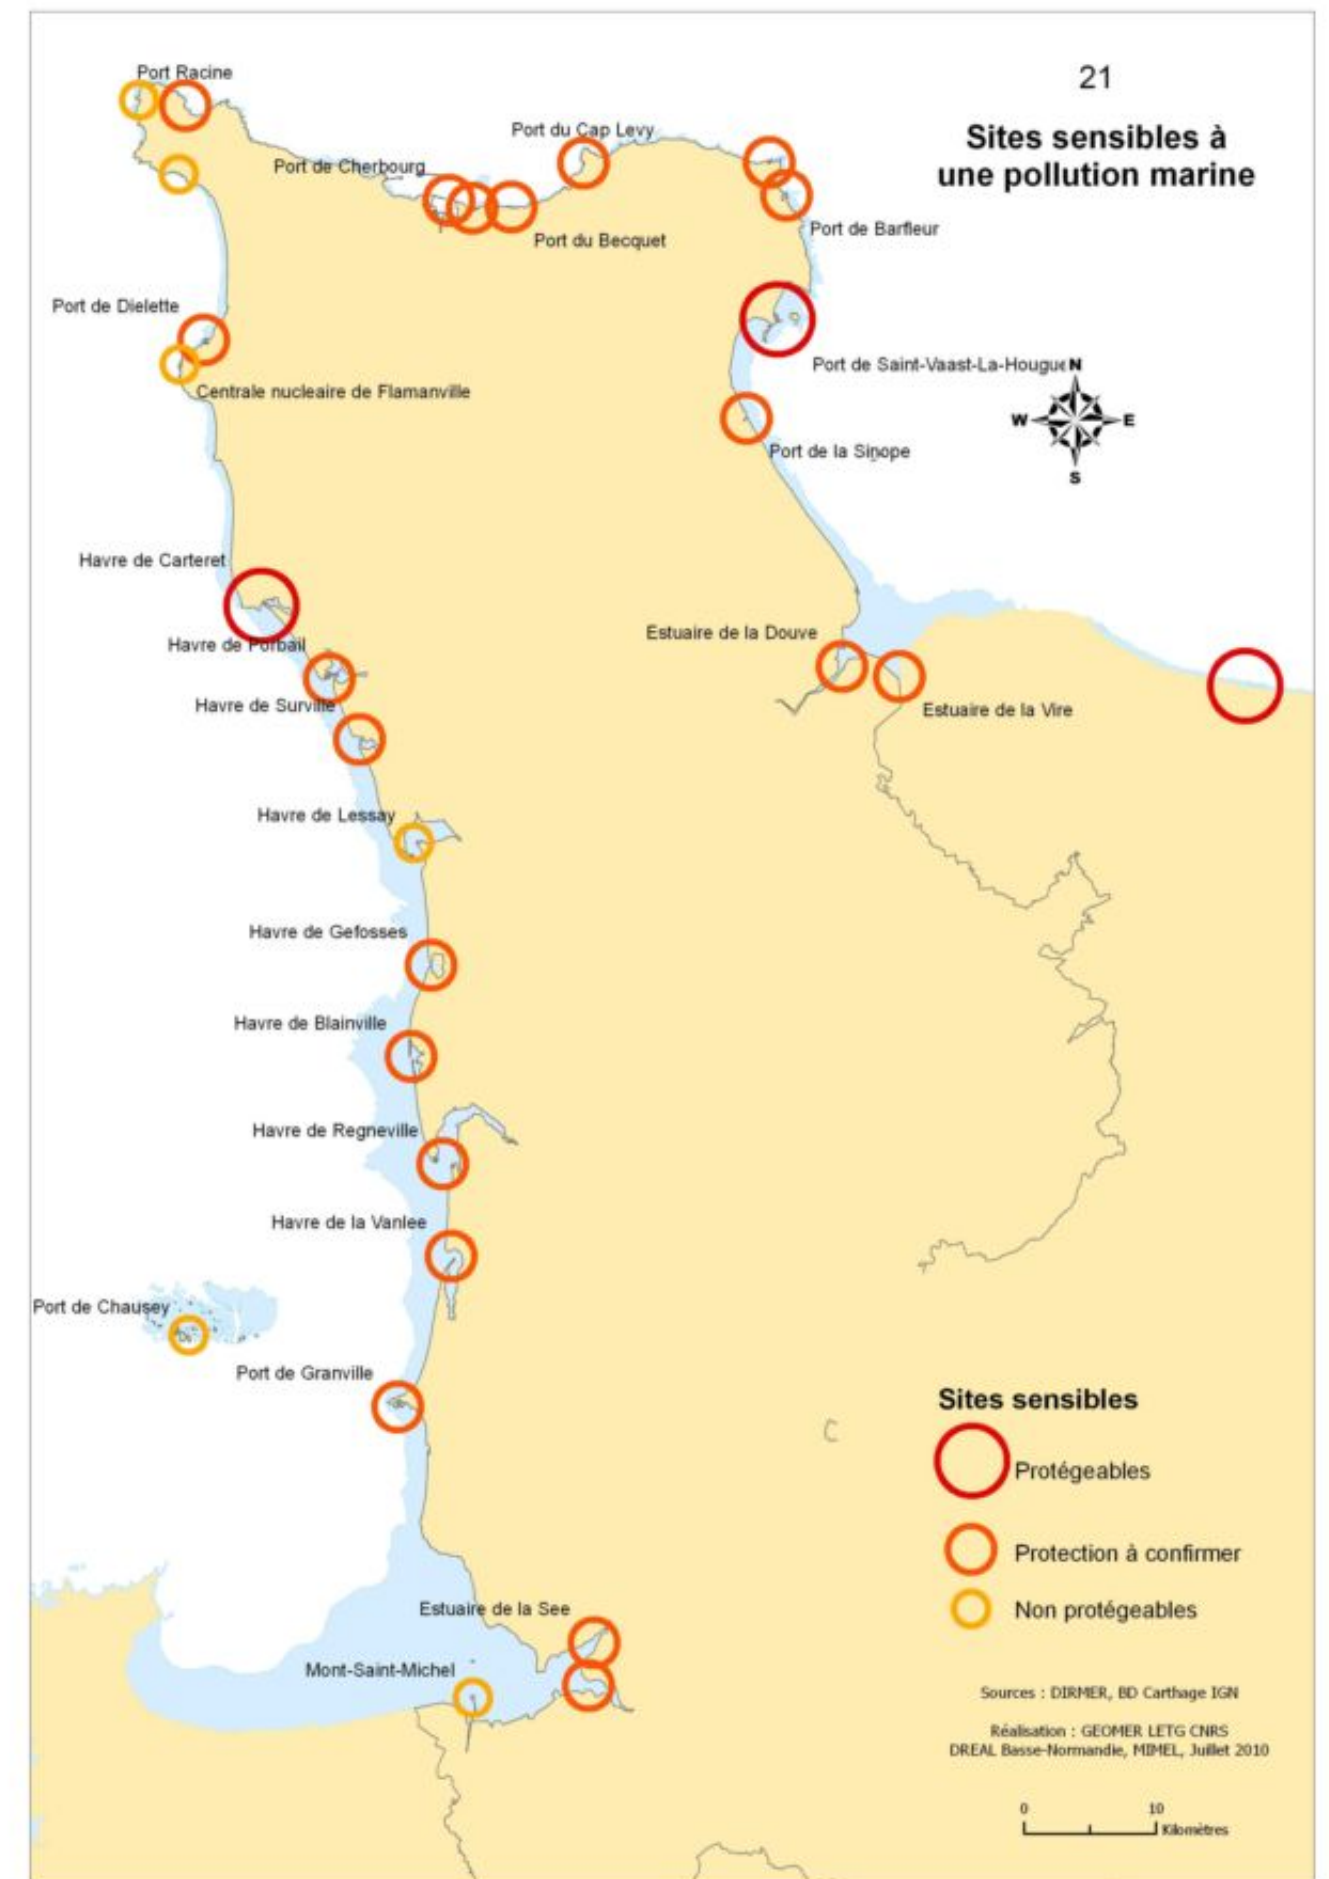 21
Sites sensibles à
une pollution marine
Port Racine
Port du Cap Levy
Port de Cherbourg
Port du Becquet
Port de Barfleur
Port de Dielette
Centrale nucleaire de Flamanville
Port de Saint-Vaast-La-Hougue
N
W
E
S
Port de la Sinope
Havre de Carteret
Havre de Porbail
Havre de Surville
Estuaire de la Douve
Estuaire de la Vire
Havre de Lessay
Havre de Gefosses
Havre de Blainville
Havre de Regneville
Havre de la Vanlee
Port de Chausey
Port de Granville
C
Sites sensibles
Protégeables
Protection à confirmer
Non protégeables
Estuaire de la See
Mont-Saint-Michel
Sources : DIRMER, BD Carthage IGN
Réalisation : GEOMER LETG CNRS
DREAL Basse-Normandie, MIMEL, Juillet 2010
0 10
Kilomètres